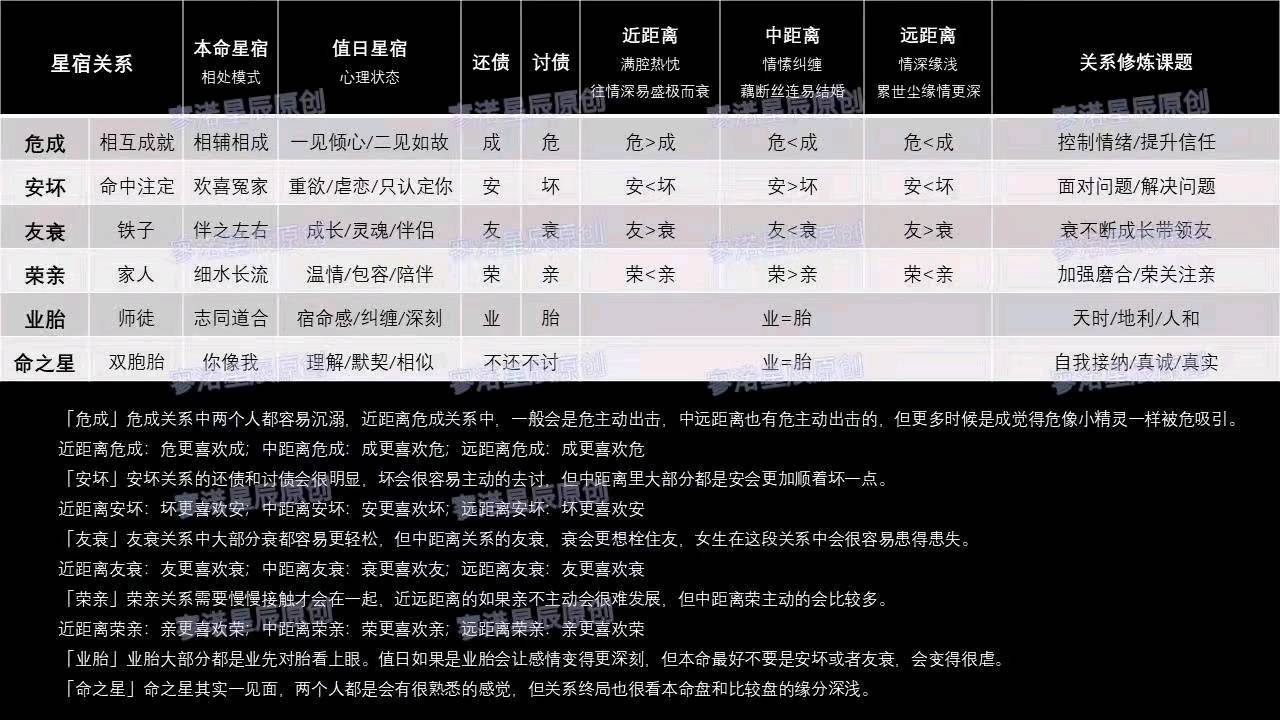 星宿关系 本命星宿 值日星宿 还债 讨债 近距离 中距离 远距离 关系修炼课题
相处模式 心理状态 满腔热忱 情愫纠缠 情深缘浅
往情深易盛极而衰 藕断丝连易结婚 累世尘缘情更深
危成 相互成就 相辅相成 一见倾心/二见如故 成 危 危>成 危<成 危<成 控制情绪/提升信任
安坏 命中注定 欢喜冤家 重欲/虐恋/只认定你 安 坏 安<坏 安>坏 安<坏 面对问题/解决问题
友衰 铁子 伴之左右 成长/灵魂/伴侣 友 衰 友>衰 友<衰 友>衰 衰不断成长带领友
荣亲 家人 细水长流 温情/包容/陪伴 荣 亲 荣<亲 荣>亲 荣<亲 加强磨合/荣关注亲
业胎 师徒 志同道合 宿命感/纠缠/深刻 业 胎 业=胎 天时/地利/人和
命之星 双胞胎 你像我 理解/默契/相似 不还不讨 业=胎 自我接纳/真诚/真实
「危成」危成关系中两个人都容易沉溺，近距离危成关系中，一般会是危主动出击，中远距离也有危主动出击的，但更多时候是成觉得危像小精灵一样被危吸引。
近距离危成：危更喜欢成；中距离危成：成更喜欢危；远距离危成：成更喜欢危
「安坏」安坏关系的还债和讨债会很明显，坏会很容易主动的去讨，但中距离里大部分都是安会更加顺着坏一点。
近距离安坏：坏更喜欢安；中距离安坏：安更喜欢坏；远距离安坏：坏更喜欢安
「友衰」友衰关系中大部分衰都容易更轻松，但中距离关系的友衰，衰会更想栓住友，女生在这段关系中会很容易患得患失。
近距离友衰：友更喜欢衰；中距离友衰：衰更喜欢友；远距离友衰：友更喜欢衰
「荣亲」荣亲关系需要慢慢接触才会在一起，近远距离的如果亲不主动会很难发展，但中距离荣主动的会比较多。
近距离荣亲：亲更喜欢荣；中距离荣亲：荣更喜欢亲；远距离荣亲：亲更喜欢荣
「业胎」业胎大部分都是业先对胎看上眼。值日如果是业胎会让感情变得更深刻，但本命最好不要是安坏或者友衰，会变得很虐。
「命之星」命之星其实一见面，两个人都是会有很熟悉的感觉，但关系终局也很看本命盘和比较盘的缘分深浅。